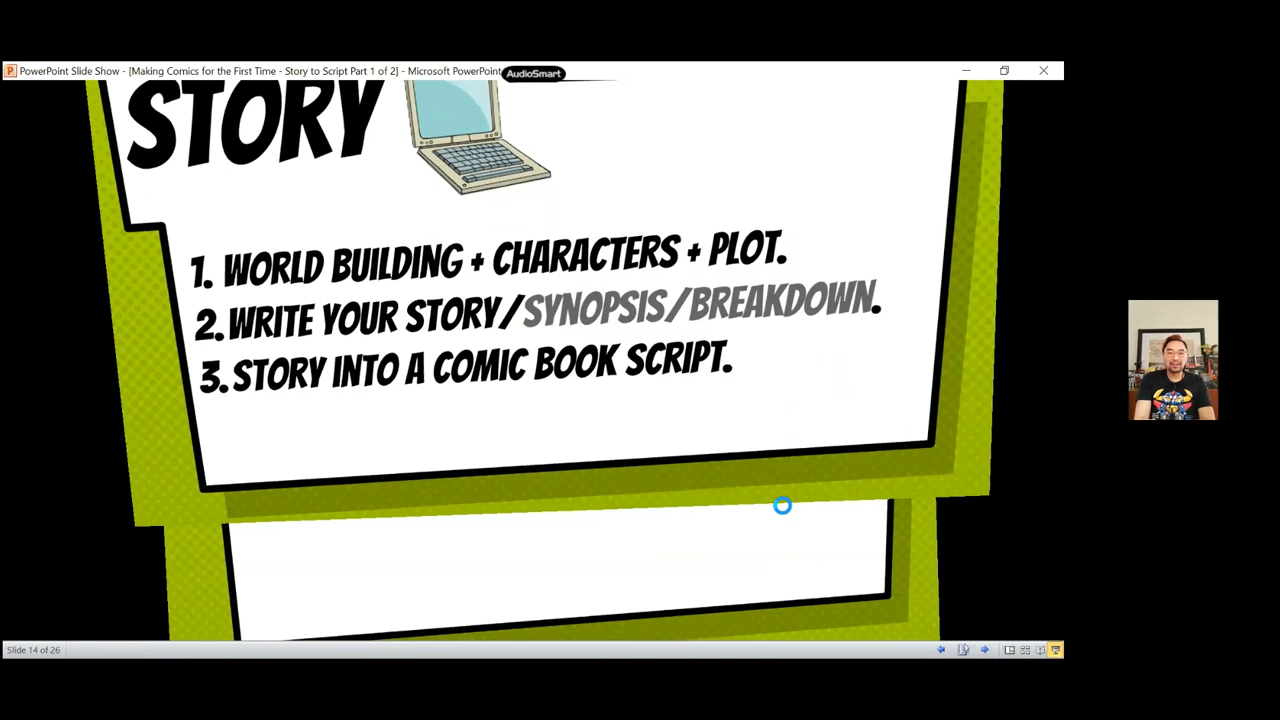 PowerPoint Slide Show - [Making Comics for the First Time - Story to Script Part 1 of 2] - Microsoft PowerPoint
AudioSmart
STORY
1. WORLD BUILDING + CHARACTERS + PLOT.
2. WRITE YOUR STORY/SYNOPSIS/BREAKDOWN.
3. STORY INTO A COMIC BOOK SCRIPT.
Slide 14 of 26